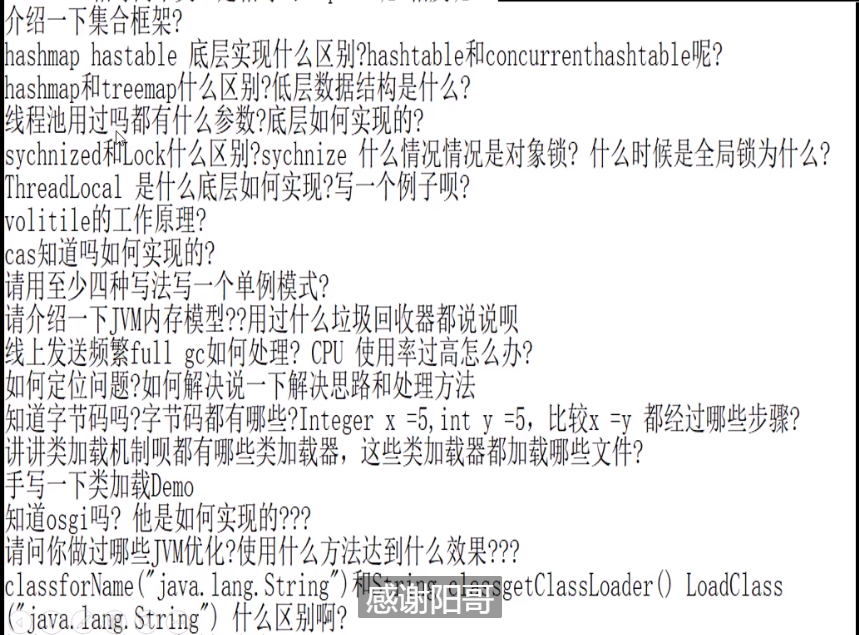 介绍一下集合框架?
hashmap hastable 底层实现什么区别?hashtable和concurrenthashtable呢?
hashmap和treemap什么区别?低层数据结构是什么?
线程池用过吗都有什么参数?底层如何实现的?
sychnized和Lock什么区别?sychnize 什么情况情况是对象锁? 什么时候是全局锁为什么?
ThreadLocal 是什么底层如何实现?写一个例子呗?
volitile的工作原理?
cas知道吗如何实现的?
请用至少四种写法写一个单例模式?
请介绍一下JVM内存模型??用过什么垃圾回收器都说说呗
线上发送频繁full gc如何处理? CPU 使用率过高怎么办?
如何定位问题?如何解决说一下解决思路和处理方法
知道字节码吗?字节码都有哪些?Integer x =5,int y =5，比较x =y 都经过哪些步骤?
讲讲类加载机制呗都有哪些类加载器，这些类加载器都加载哪些文件?
手写一下类加载Demo
知道osgi吗? 他是如何实现的???
请问你做过哪些JVM优化?使用什么方法达到什么效果???
classforName("java.lang.String")和String classgetClassLoader() LoadClass
("java.lang.String") 什么区别啊?
感谢阳哥